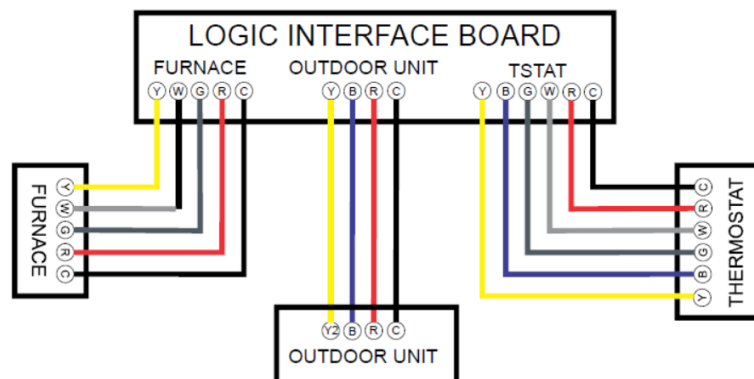 LOGIC INTERFACE BOARD
FURNACE OUTDOOR UNIT TSTAT
Y W G R C Y B R C Y B G W R C
FURNACE
Y
W
G
R
C
Y2 B R C
OUTDOOR UNIT
C
R
W
G
B
Y
THERMOSTAT